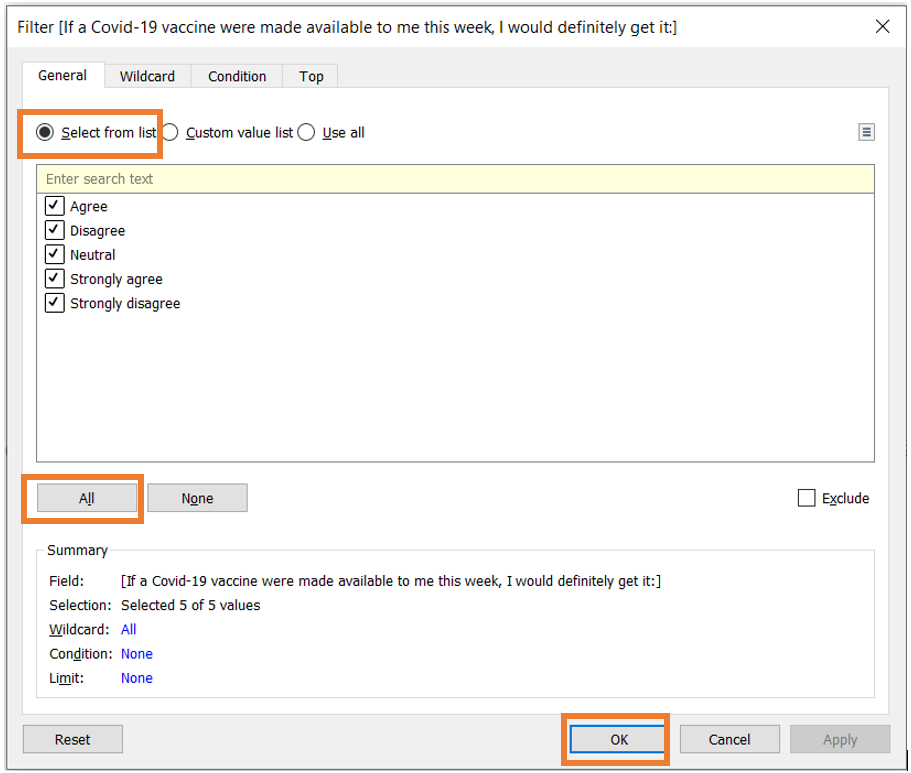 Filter [If a Covid-19 vaccine were made available to me this week, I would definitely get it:]
General Wildcard Condition Top
Select from list Custom value list Use all
Enter search text
Agree
Disagree
Neutral
Strongly agree
Strongly disagree
All None Exclude
Summary
Field: [If a Covid-19 vaccine were made available to me this week, I would definitely get it:]
Selection: Selected 5 of 5 values
Wildcard: All
Condition: None
Limit: None
Reset OK Cancel Apply